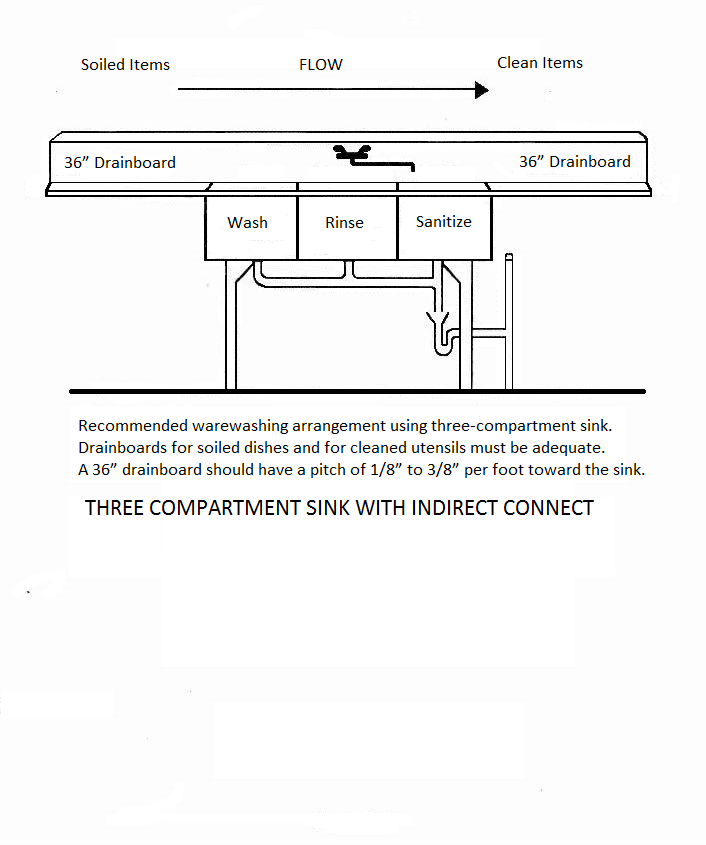 Soiled Items FLOW Clean Items
36” Drainboard 36” Drainboard
Wash Rinse Sanitize
Recommended warewashing arrangement using three-compartment sink.
Drainboards for soiled dishes and for cleaned utensils must be adequate.
A 36” drainboard should have a pitch of 1/8” to 3/8” per foot toward the sink.
THREE COMPARTMENT SINK WITH INDIRECT CONNECT